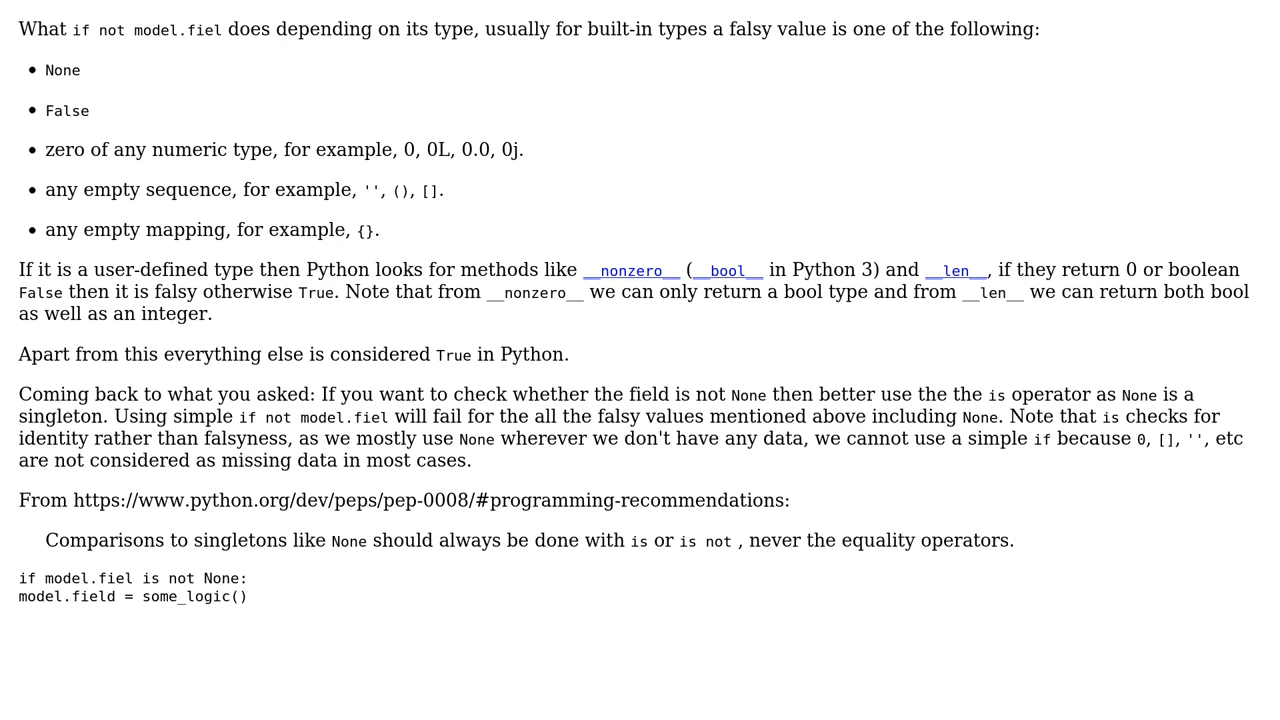 What if not model.fiel does depending on its type, usually for built-in types a falsy value is one of the following:
• None
• False
• zero of any numeric type, for example, 0, 0L, 0.0, 0j.
• any empty sequence, for example, '', (), [].
• any empty mapping, for example, {}.
If it is a user-defined type then Python looks for methods like __nonzero__ (__bool__ in Python 3) and __len__, if they return 0 or boolean
False then it is falsy otherwise True. Note that from __nonzero__ we can only return a bool type and from __len__ we can return both bool
as well as an integer.
Apart from this everything else is considered True in Python.
Coming back to what you asked: If you want to check whether the field is not None then better use the the is operator as None is a
singleton. Using simple if not model.fiel will fail for the all the falsy values mentioned above including None. Note that is checks for
identity rather than falsyness, as we mostly use None wherever we don't have any data, we cannot use a simple if because 0, [], '', etc
are not considered as missing data in most cases.
From https://www.python.org/dev/peps/pep-0008/#programming-recommendations:
Comparisons to singletons like None should always be done with is or is not , never the equality operators.
if model.fiel is not None:
model.field = some_logic()